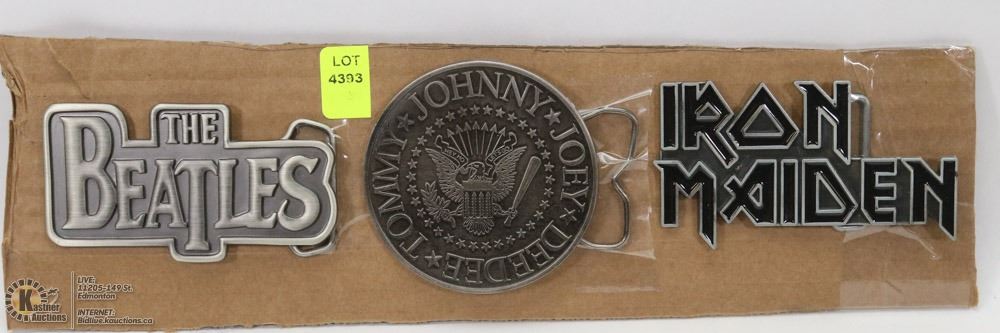 THE
BEATLES
LOT
4393
JOHNNY ★ JOEY ★ DEEDEE ★ TOMMY ★
IRON
MAIDEN
Kastner
Auctions
LIVE:
11205-149 St.
Edmonton
INTERNET:
Bidlive.kauctions.ca